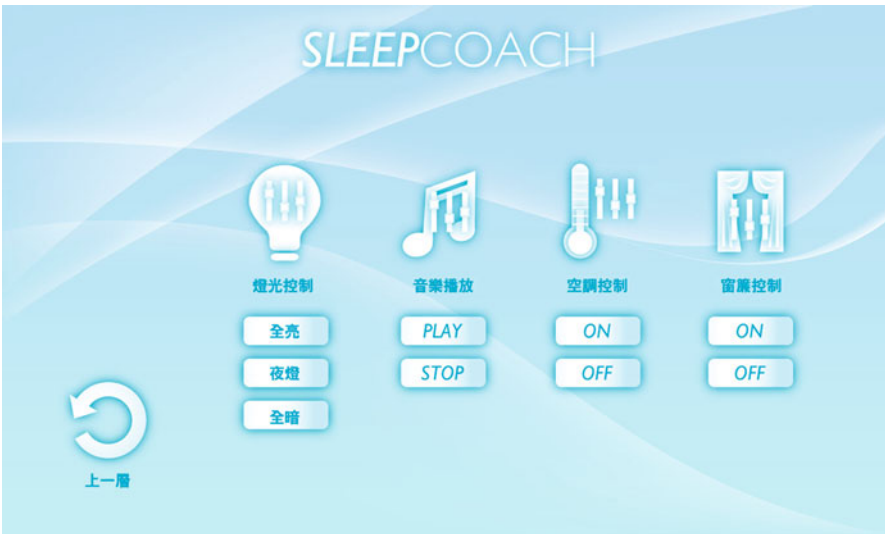 SLEEPCOACH
燈光控制
全亮
夜燈
全暗
音樂播放
PLAY
STOP
空調控制
ON
OFF
窗簾控制
ON
OFF
上一層